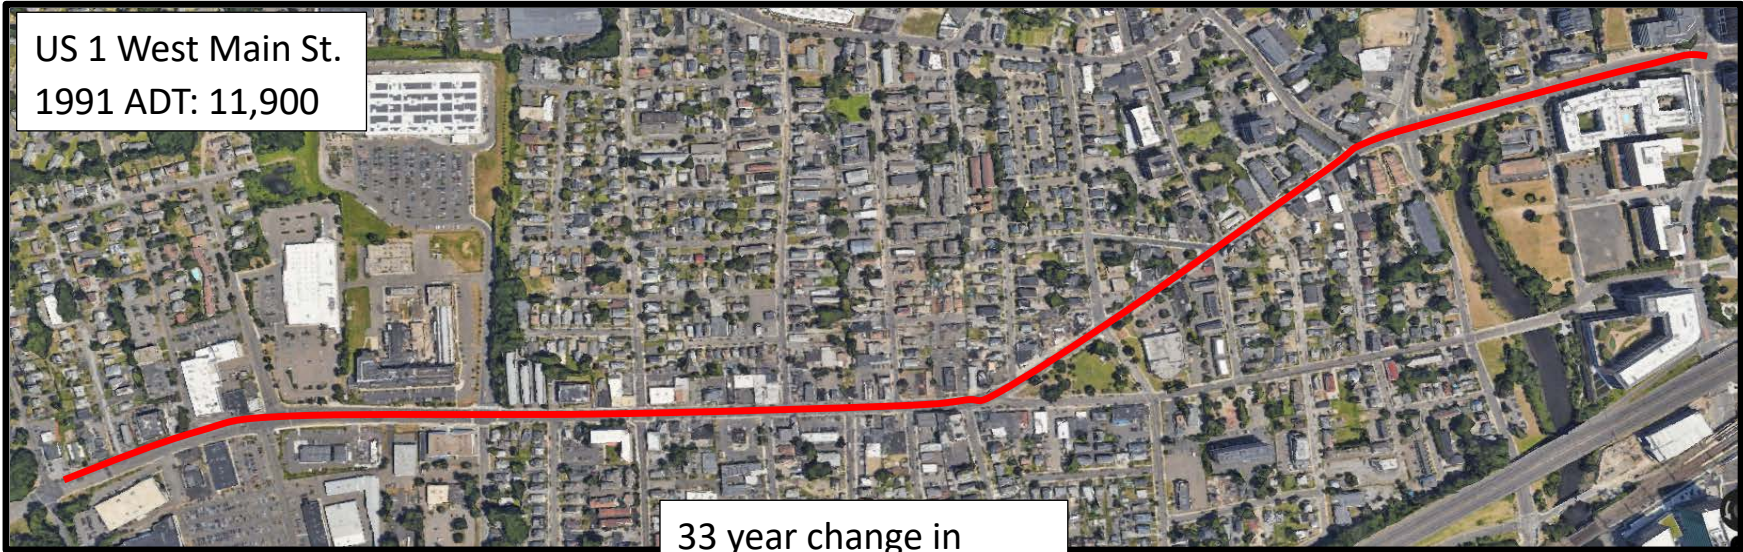 US 1 West Main St.
1991 ADT: 11,900
33 year change in